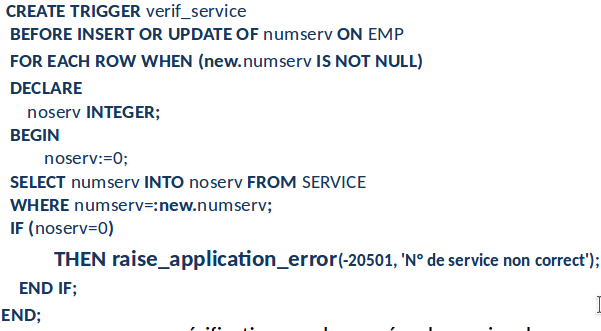 CREATE TRIGGER verif_service
BEFORE INSERT OR UPDATE OF numserv ON EMP
FOR EACH ROW WHEN (new.numserv IS NOT NULL)
DECLARE
noserv INTEGER;
BEGIN
noserv:=0;
SELECT numserv INTO noserv FROM SERVICE
WHERE numserv=:new.numserv;
IF (noserv=0)
THEN raise_application_error(-20501, 'N° de service non correct');
END IF;
END;